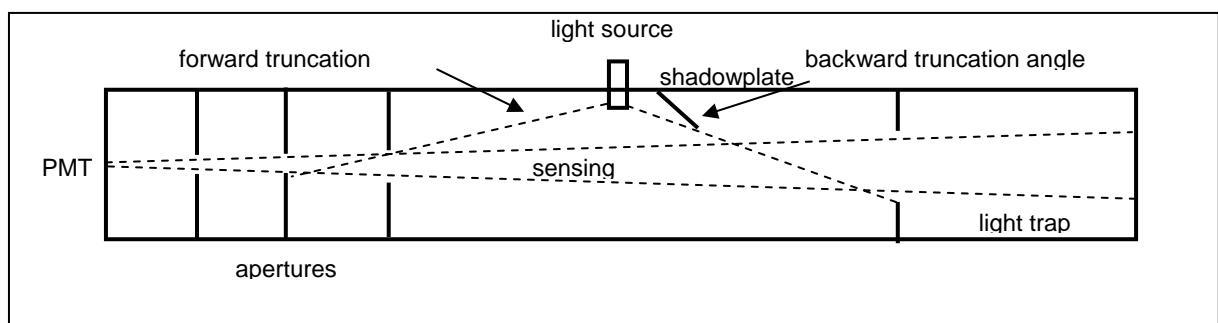 light source
forward truncation
backward truncation angle
shadowplate
PMT
sensing
light trap
apertures